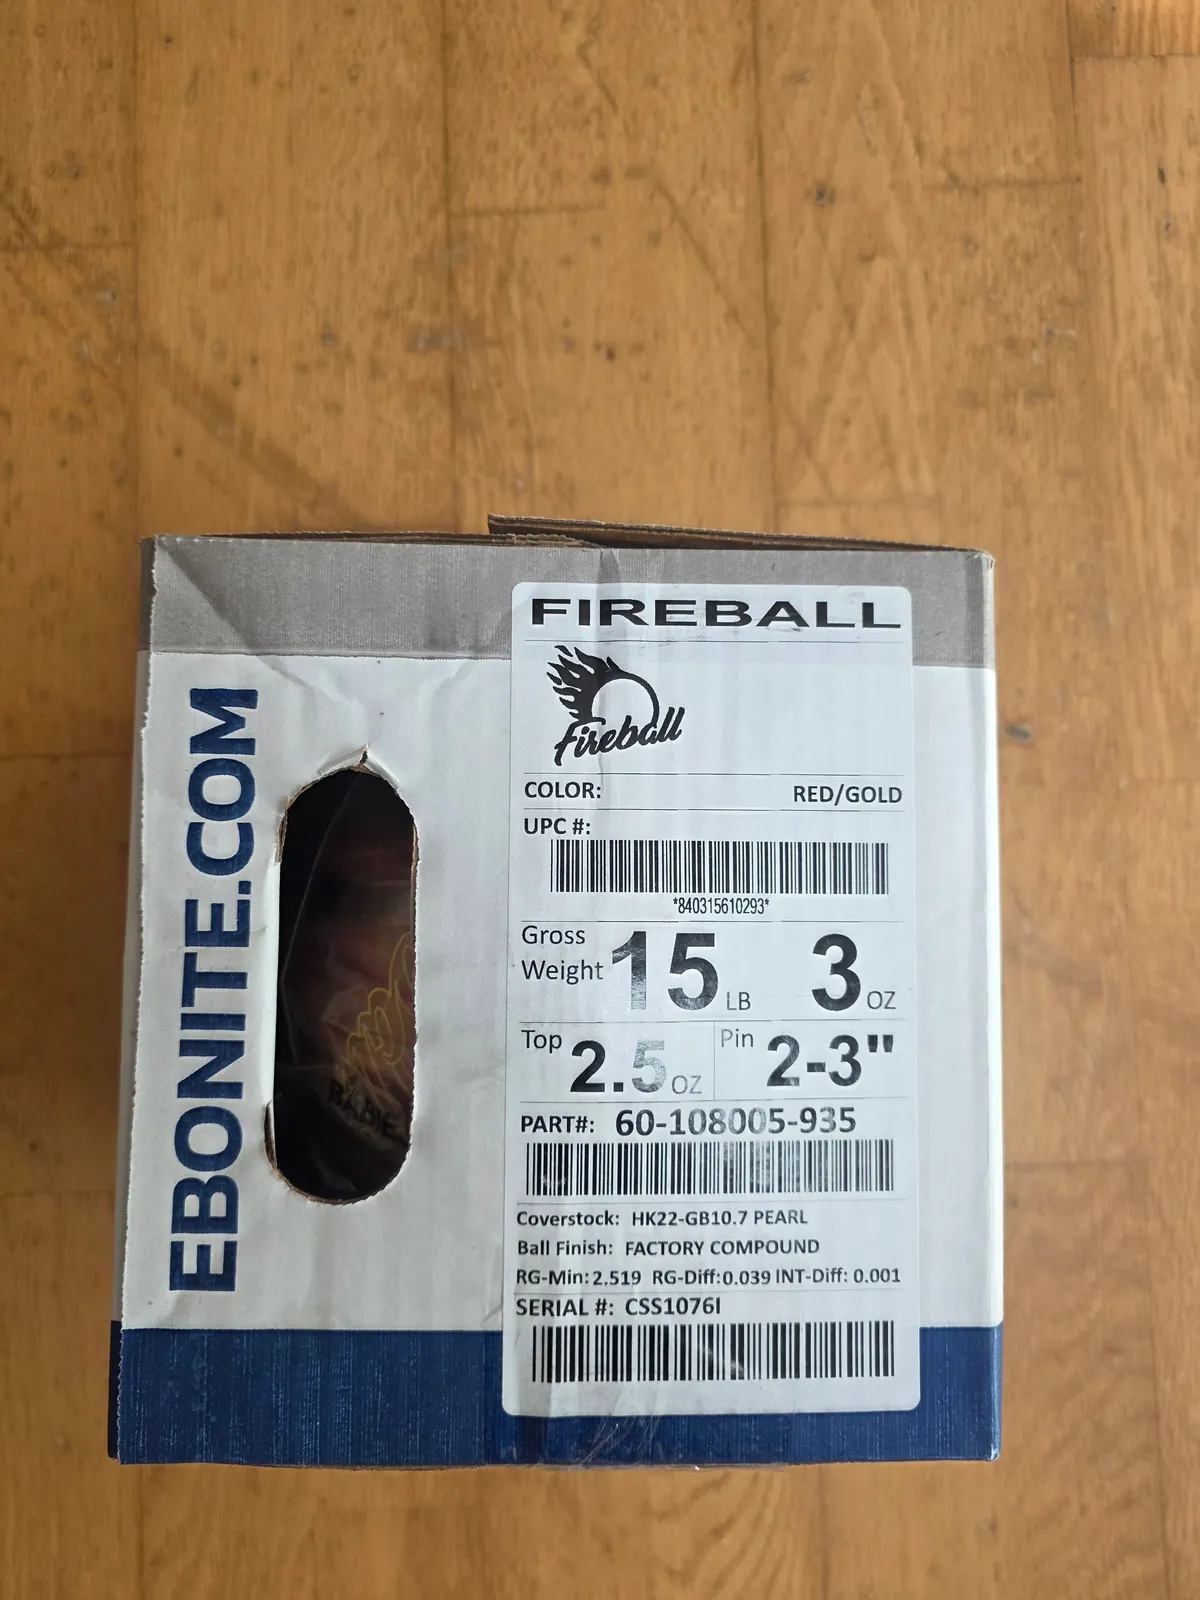 EBONITE.COM
FIREBALL
Fireball
COLOR: RED/GOLD
UPC #:
*840315610293*
Gross Weight 15 LB 3 OZ
Top 2.5 OZ Pin 2-3"
PART#: 60-108005-935
Coverstock: HK22-GB10.7 PEARL
Ball Finish: FACTORY COMPOUND
RG-Min: 2.519 RG-Diff: 0.039 INT-Diff: 0.001
SERIAL #: CSS1076I